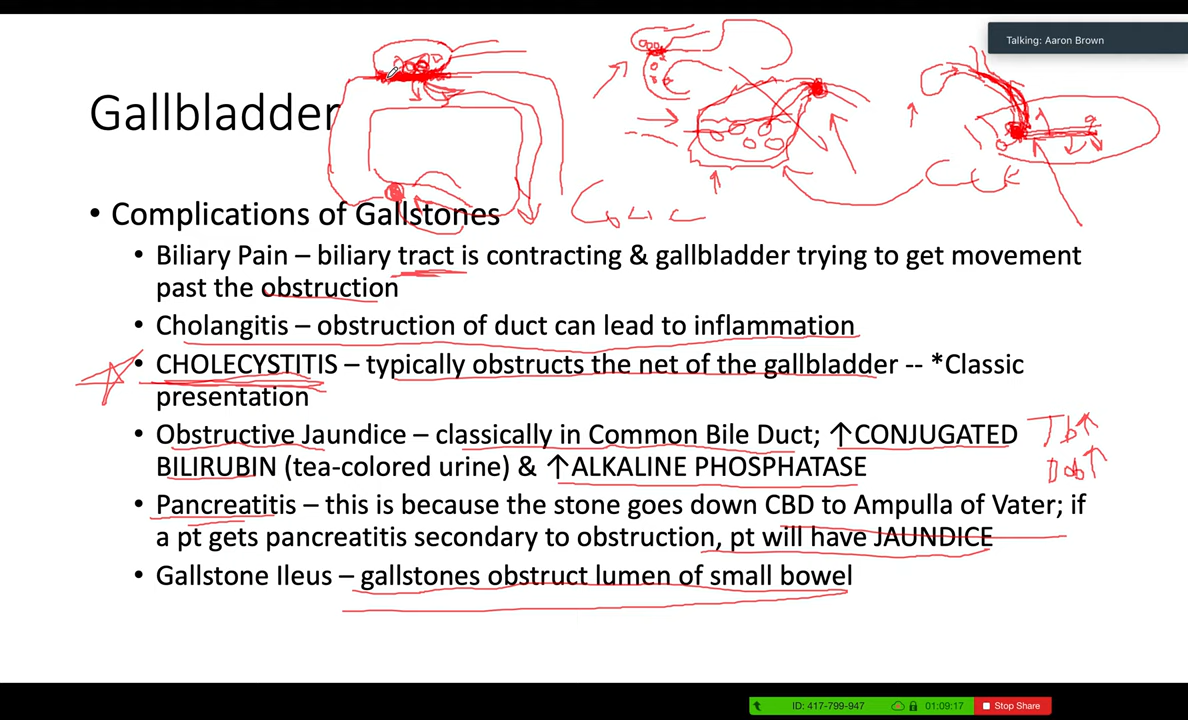 Talking: Aaron Brown
Gallbladder
• Complications of Gallstones
• Biliary Pain – biliary tract is contracting & gallbladder trying to get movement
past the obstruction
• Cholangitis – obstruction of duct can lead to inflammation
• CHOLECYSTITIS – typically obstructs the net of the gallbladder -- *Classic
presentation
• Obstructive Jaundice – classically in Common Bile Duct; ↑CONJUGATED
BILIRUBIN (tea-colored urine) & ↑ALKALINE PHOSPHATASE
Tb↑
Db↑
• Pancreatitis – this is because the stone goes down CBD to Ampulla of Vater; if
a pt gets pancreatitis secondary to obstruction, pt will have JAUNDICE
• Gallstone Ileus – gallstones obstruct lumen of small bowel
ID: 417-799-947
01:09:17
Stop Share